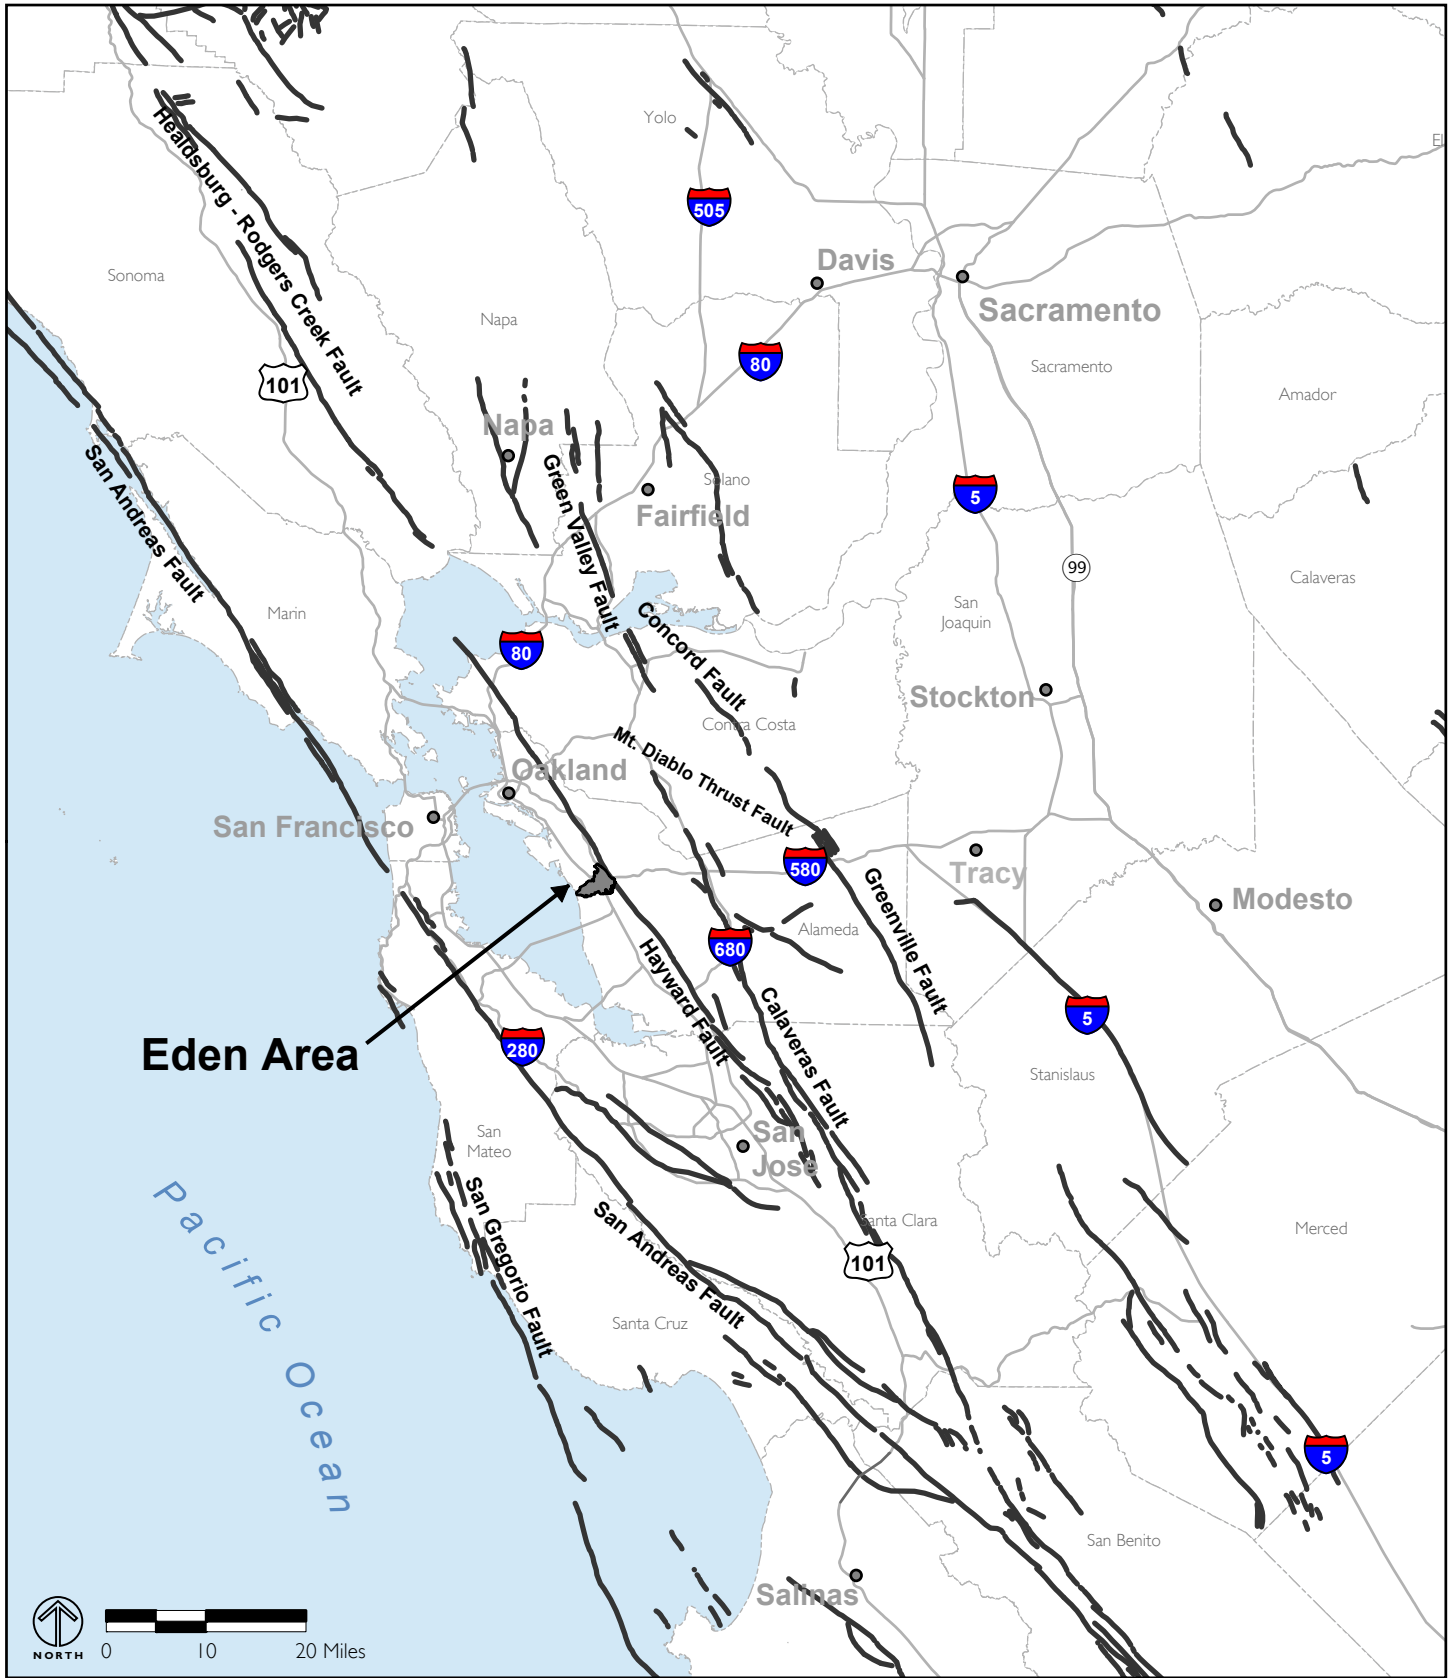 Yolo
El
Healdsburg - Rodgers Creek Fault
505
Davis
Sonoma
Sacramento
Napa
80
Sacramento
101
Amador
Napa
San Andreas Fault
Green Valley Fault
Solano
5
Fairfield
99
Calaveras
Marin
San
Joaquin
Concord Fault
80
Stockton
Contra Costa
Mt. Diablo Thrust Fault
Oakland
San Francisco
580
Tracy
Greenville Fault
Modesto
Alameda
680
Hayward Fault
Calaveras Fault
5
Eden Area
280
Stanislaus
San
Mateo
San
Jose
San Gregorio Fault
San Andreas Fault
Santa Clara
Merced
101
Pacific Ocean
Santa Cruz
5
San Benito
Salinas
NORTH
0 10 20 Miles